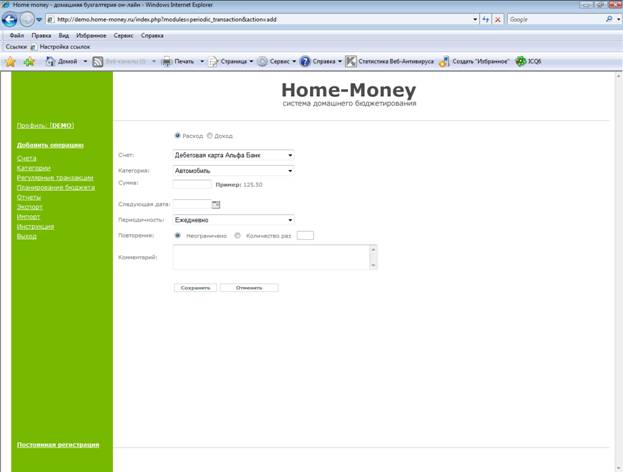 Home money - домашняя бухгалтерия он-лайн - Windows Internet Explorer
http://demo.home-money.ru/index.php?modules=periodic_transaction&action=add
Google
Файл Правка Вид Избранное Сервис Справка
Ссылки Настройка ссылок
Домой Веб-каналы (0) Печать Страница Сервис Справка Статистика Веб-Антивируса Создать "Избранное" ICQ6
Home-Money
система домашнего бюджетирования
Профиль: [DEMO]
Добавить операцию
Счета
Категории
Регулярные транзакции
Планирование бюджета
Отчеты
Экспорт
Импорт
Инструкция
Выход
Расход Доход
Счет: Дебетовая карта Альфа Банк
Категория: Автомобиль
Сумма: Пример: 125.50
Следующая дата:
Периодичность: Ежедневно
Повторения: Неограничено Количество раз
Комментарий:
Сохранить Отменить
Постоянная регистрация